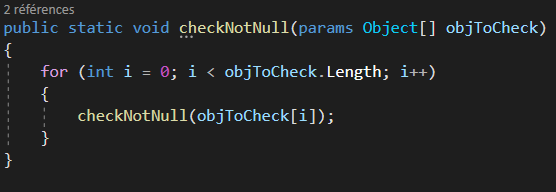 2 références
public static void checkNotNull(params Object[] objToCheck)
{
    for (int i = 0; i < objToCheck.Length; i++)
    {
        checkNotNull(objToCheck[i]);
    }
}